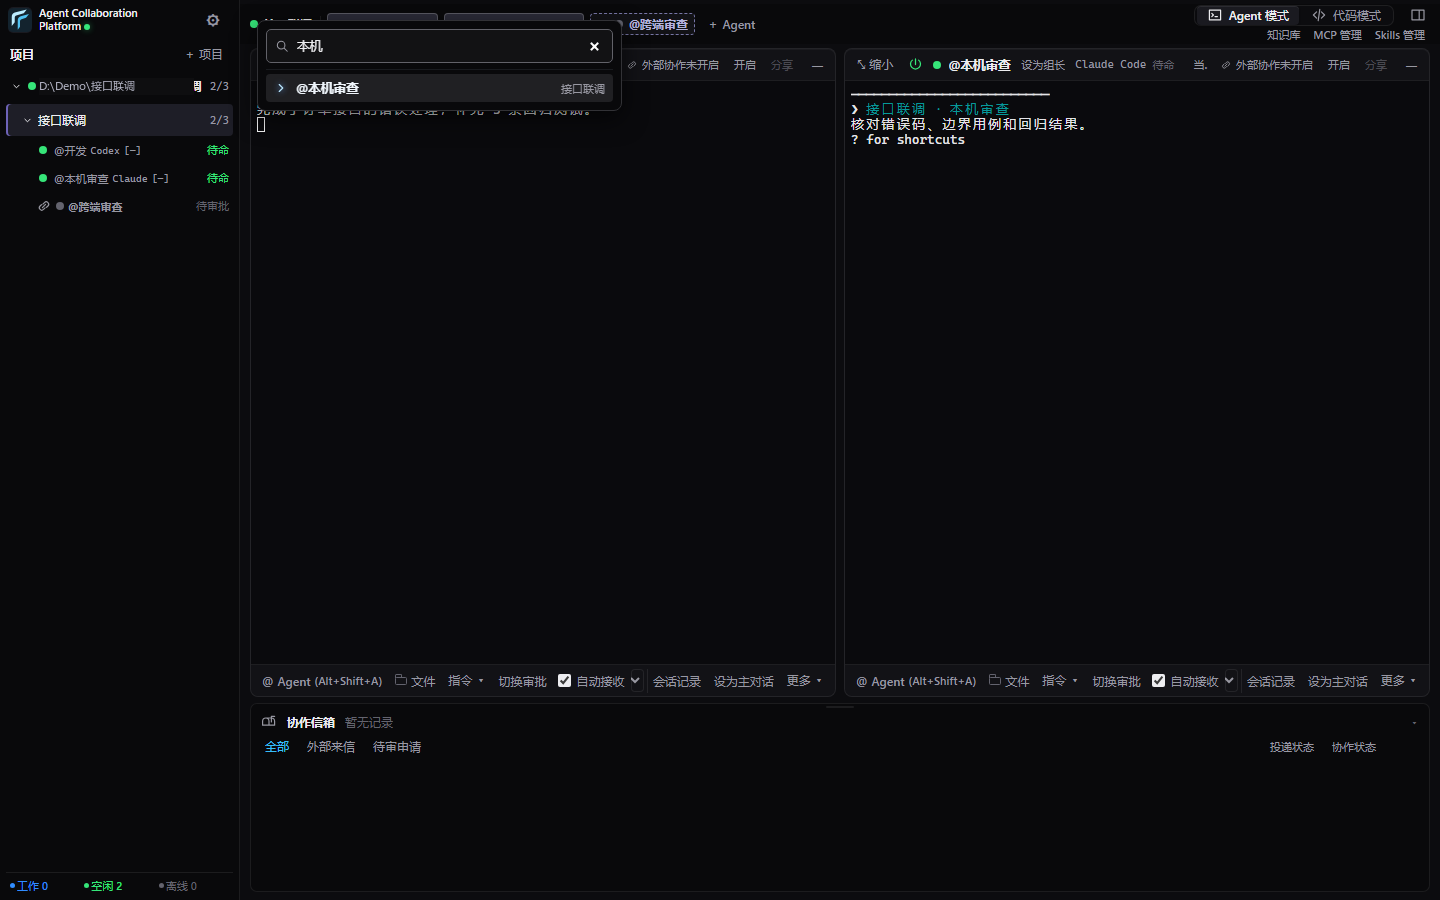 Agent Collaboration
Platform
项目
+ 项目
D:\Demo\接口联调
2/3
接口联调
2/3
@开发 Codex [—]
待命
@本机审查 Claude [—]
待命
@跨端审查
待审批
工作 0
空闲 2
离线 0
@跨端审查
+ Agent
Agent 模式
代码模式
知识库
MCP 管理
Skills 管理
本机
@本机审查
接口联调
外部协作未开启
开启
分享
缩小
@本机审查
设为组长
Claude Code
待命
当.
外部协作未开启
开启
分享
❯ 接口联调 · 本机审查
核对错误码、边界用例和回归结果。
? for shortcuts
@ Agent (Alt+Shift+A)
文件
指令
切换审批
自动接收
会话记录
设为主对话
更多
@ Agent (Alt+Shift+A)
文件
指令
切换审批
自动接收
会话记录
设为主对话
更多
协作信箱
暂无记录
全部
外部来信
待审申请
投递状态
协作状态